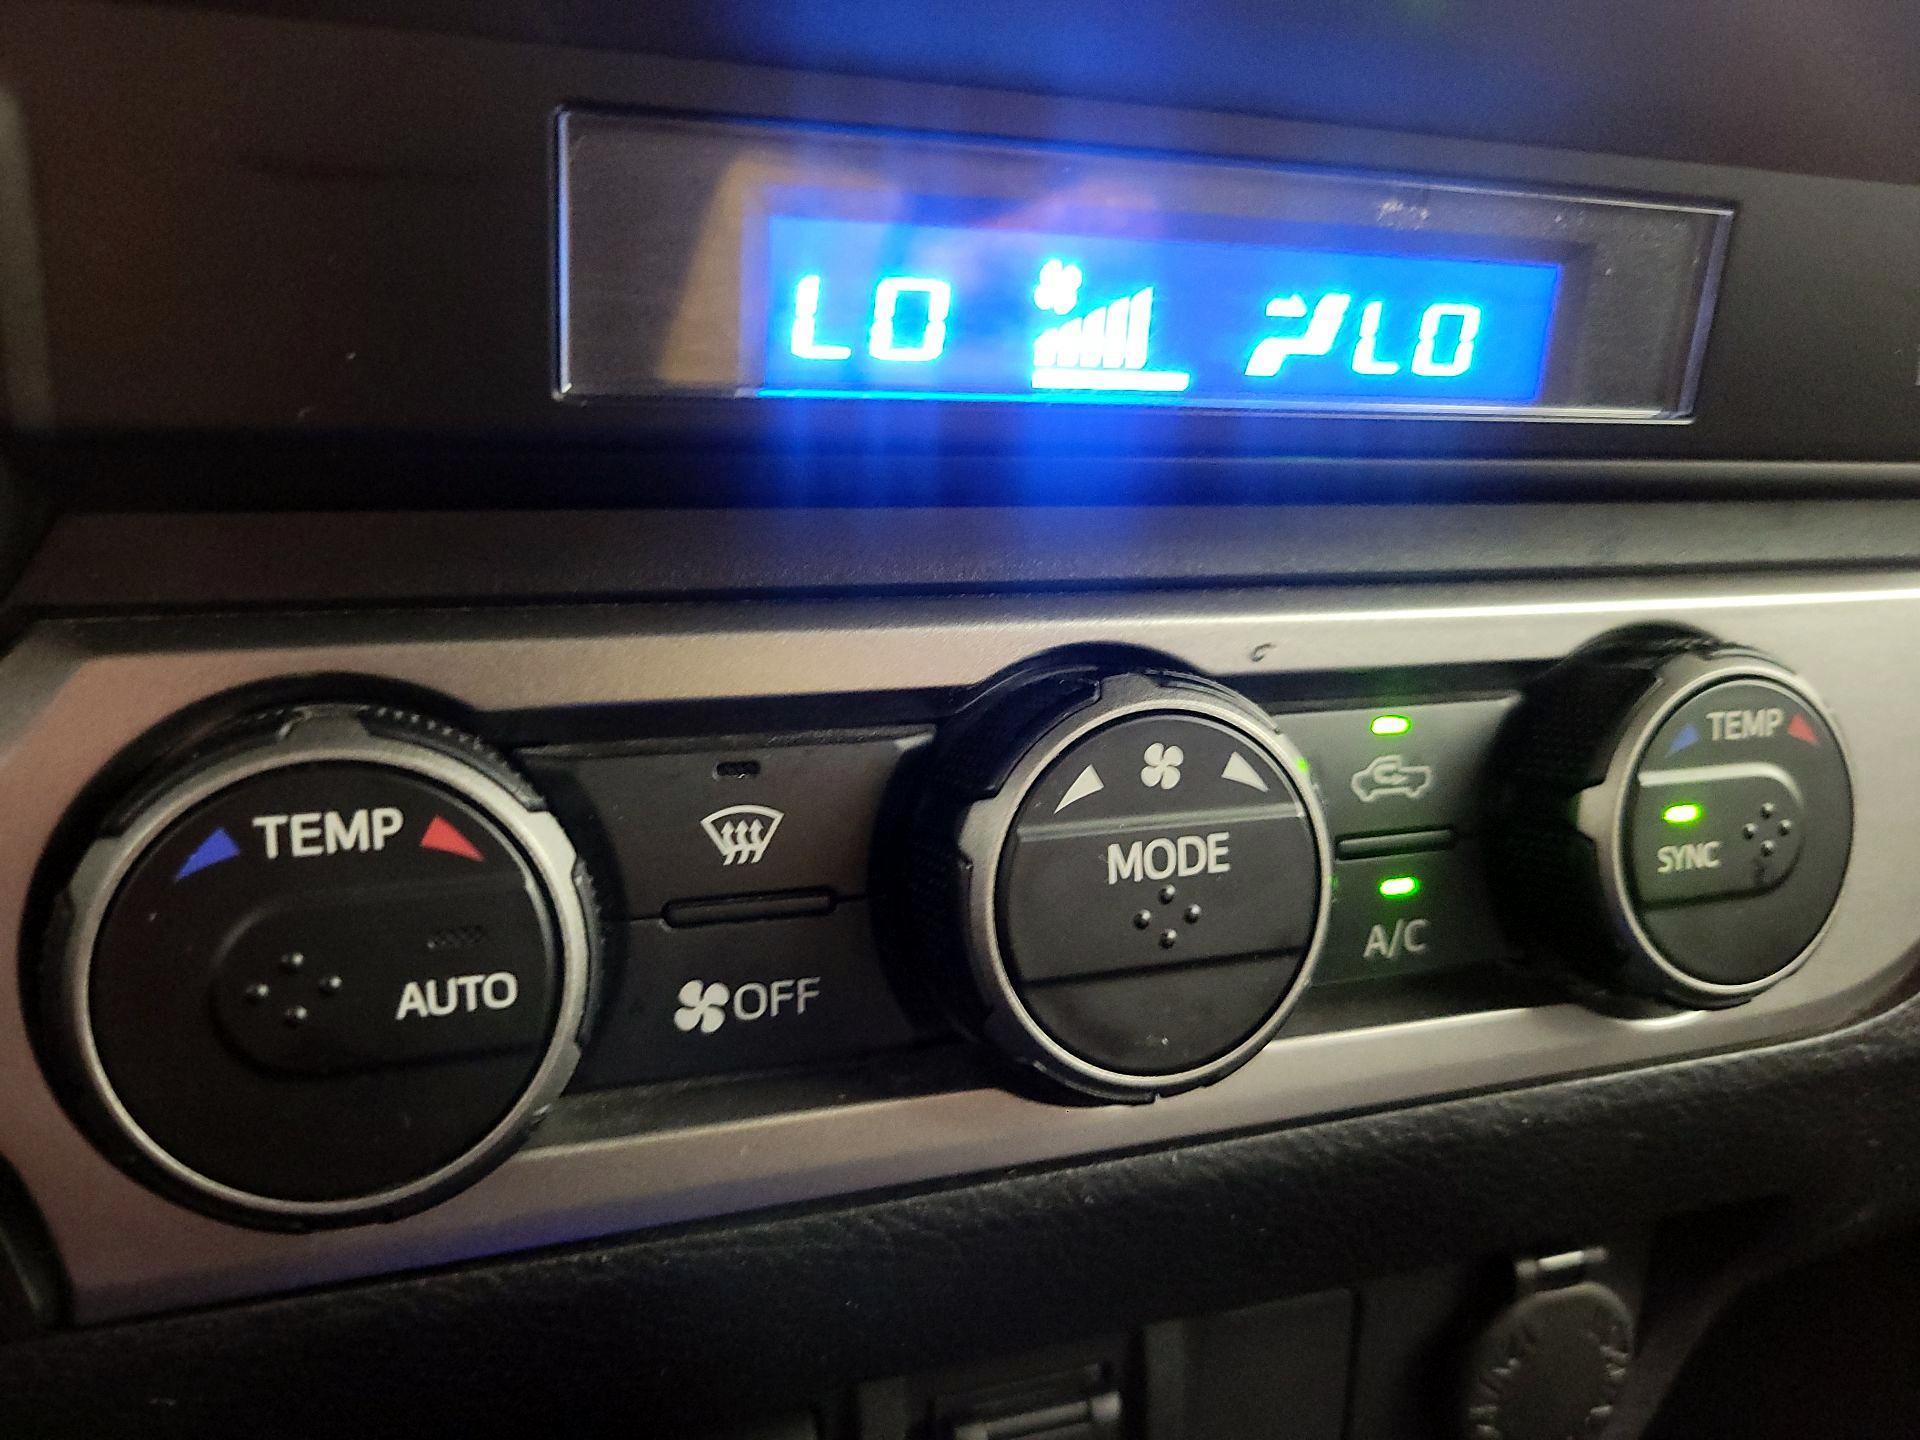 LO LO
TEMP
AUTO
OFF
MODE
A/C
TEMP
SYNC